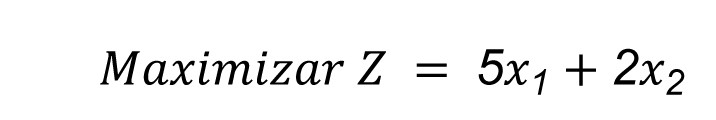 Maximizar Z = 5x₁ + 2x₂